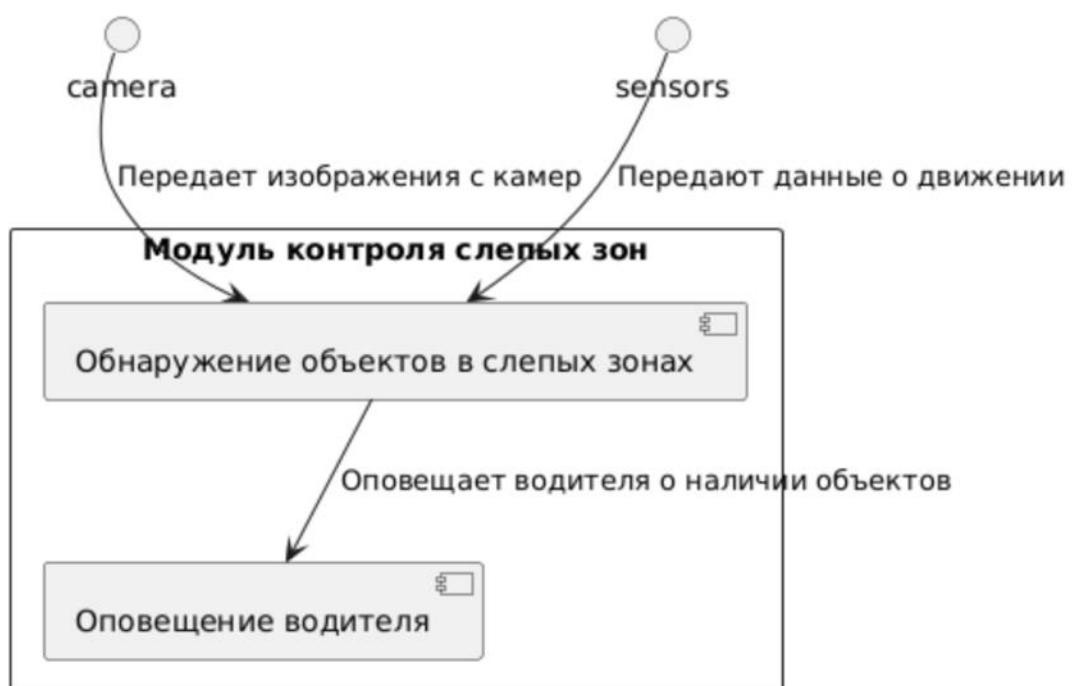 camera
sensors
Передает изображения с камер
Передают данные о движении
Модуль контроля слепых зон
Обнаружение объектов в слепых зонах
Оповещает водителя о наличии объектов
Оповещение водителя